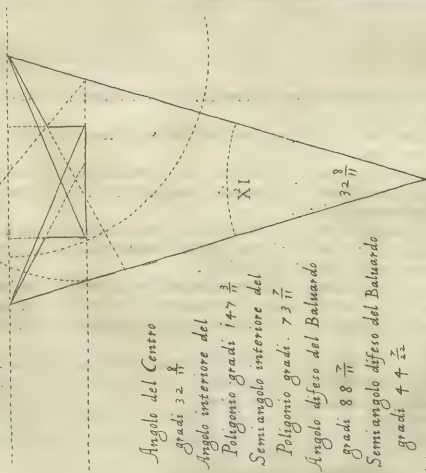 XI
32 8/11
Angolo del Centro
gradi 32 8/11
Angolo interiore del
Poligonio gradi 147 3/11
Semiangolo interiore del
Poligonio gradi. 73 7/11
Angolo difeso del Baluardo
gradi 88 7/11
Semiangolo difeso del Baluardo
gradi 44 7/22